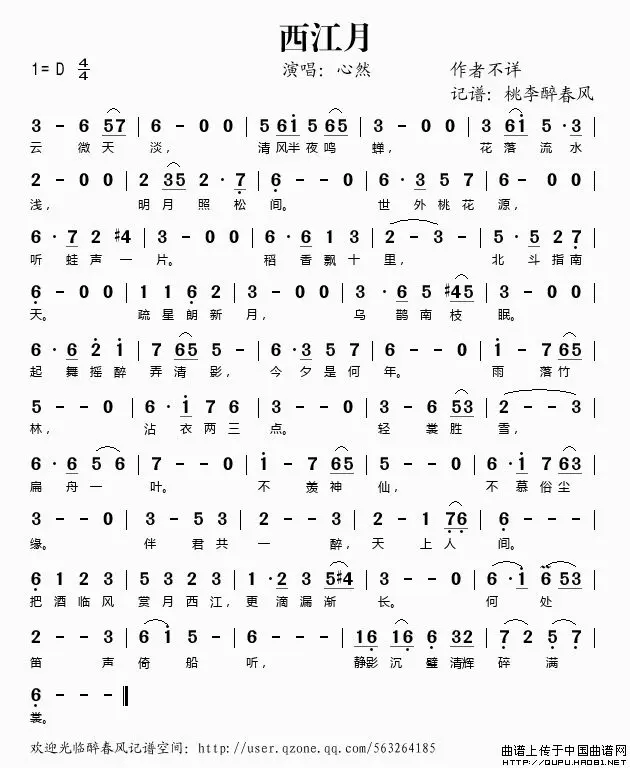 西江月
1= D 4/4 演唱：心然 作者不详
记谱：桃李醉春风
3 - 6 57 | 6 - 0 0 | 5 61 5 65 | 3 - 0 0 | 3 61 5 · 3 |
云 微天 淡， 清风半夜鸣 蝉， 花落流水
2 - 0 0 | 2 35 2 · 7 | 6 - - 0 | 6 · 3 5 7 | 6 - - 0 |
浅， 明月照松 间。 世外桃花 源，
6 · 7 2 #4 | 3 - 0 0 | 6 · 6 1 3 | 2 - 3 - | 5 · 5 2 7 |
听蛙声一 片。 稻香飘十 里， 北斗指南
6 - 0 0 | 1 1 6 2 | 3 - 0 0 | 3 · 6 5 #45 | 3 - 0 0 |
天。 疏星朗新 月， 乌鹊南枝 眠。
6 · 6 2 1 | 7 65 5 - | 6 · 3 5 7 | 6 - - 0 | 1 - 7 65 |
起舞摇醉 弄清影， 今夕是何 年。 雨落竹
5 - - 0 | 6 · 1 7 6 | 3 - - 0 | 3 - 6 53 | 2 - - 3 |
林， 沾衣两三 点。 轻裳胜 雪，
6 · 6 5 6 | 7 - - 0 | 1 - 7 65 | 5 - - 0 | 6 · 1 7 63 |
扁舟一 叶。 不羡神 仙， 不慕俗尘
3 - - 0 | 3 - 5 3 | 2 - - 3 | 2 - 1 76 | 6 - - - |
缘。 伴君共 一醉，天上人 间。
6 1 2 3 | 5 3 2 3 | 1 · 2 3 5#4 | 3 - - 0 | 6 · 1 6 53 |
把酒临风 赏月西江，更滴漏渐 长。 何处
2 - - 3 | 6 1 5 - | 6 - - - | 16 16 6 32 | 7 2 5 7 |
笛 声倚船 听， 静影沉璧清辉 碎满
6 - - - ‖
裳。
欢迎光临醉春风记谱空间：http://user.qzone.qq.com/563264185
曲谱上传于中国曲谱网
HTTP://QUPU.HAO81.NET